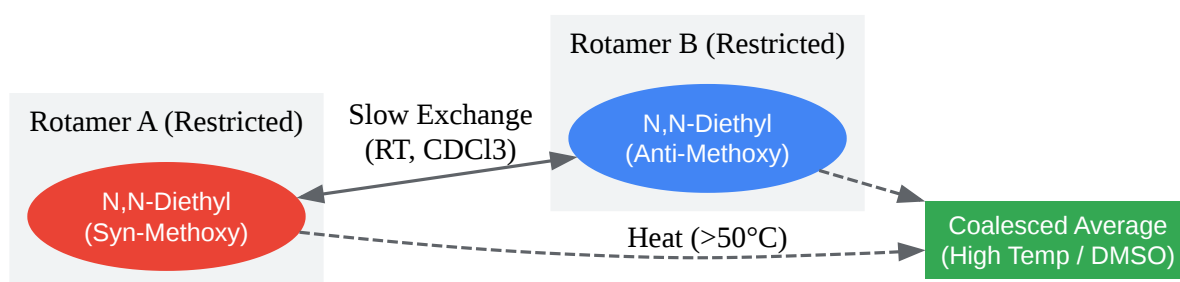 Rotamer A (Restricted)
N,N-Diethyl
(Syn-Methoxy)
Slow Exchange
(RT, CDCl3)
Rotamer B (Restricted)
N,N-Diethyl
(Anti-Methoxy)
Heat (>50°C)
Coalesced Average
(High Temp / DMSO)